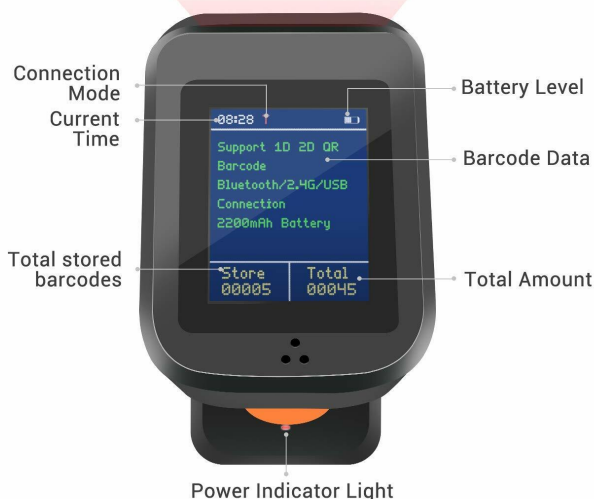 Connection
Mode
Current
Time
Battery Level
08:28
Support 1D 2D QR
Barcode
Bluetooth/2.4G/USB
Connection
2200mAh Battery
Barcode Data
Total stored
barcodes
Store
00005
Total
00045
Total Amount
Power Indicator Light